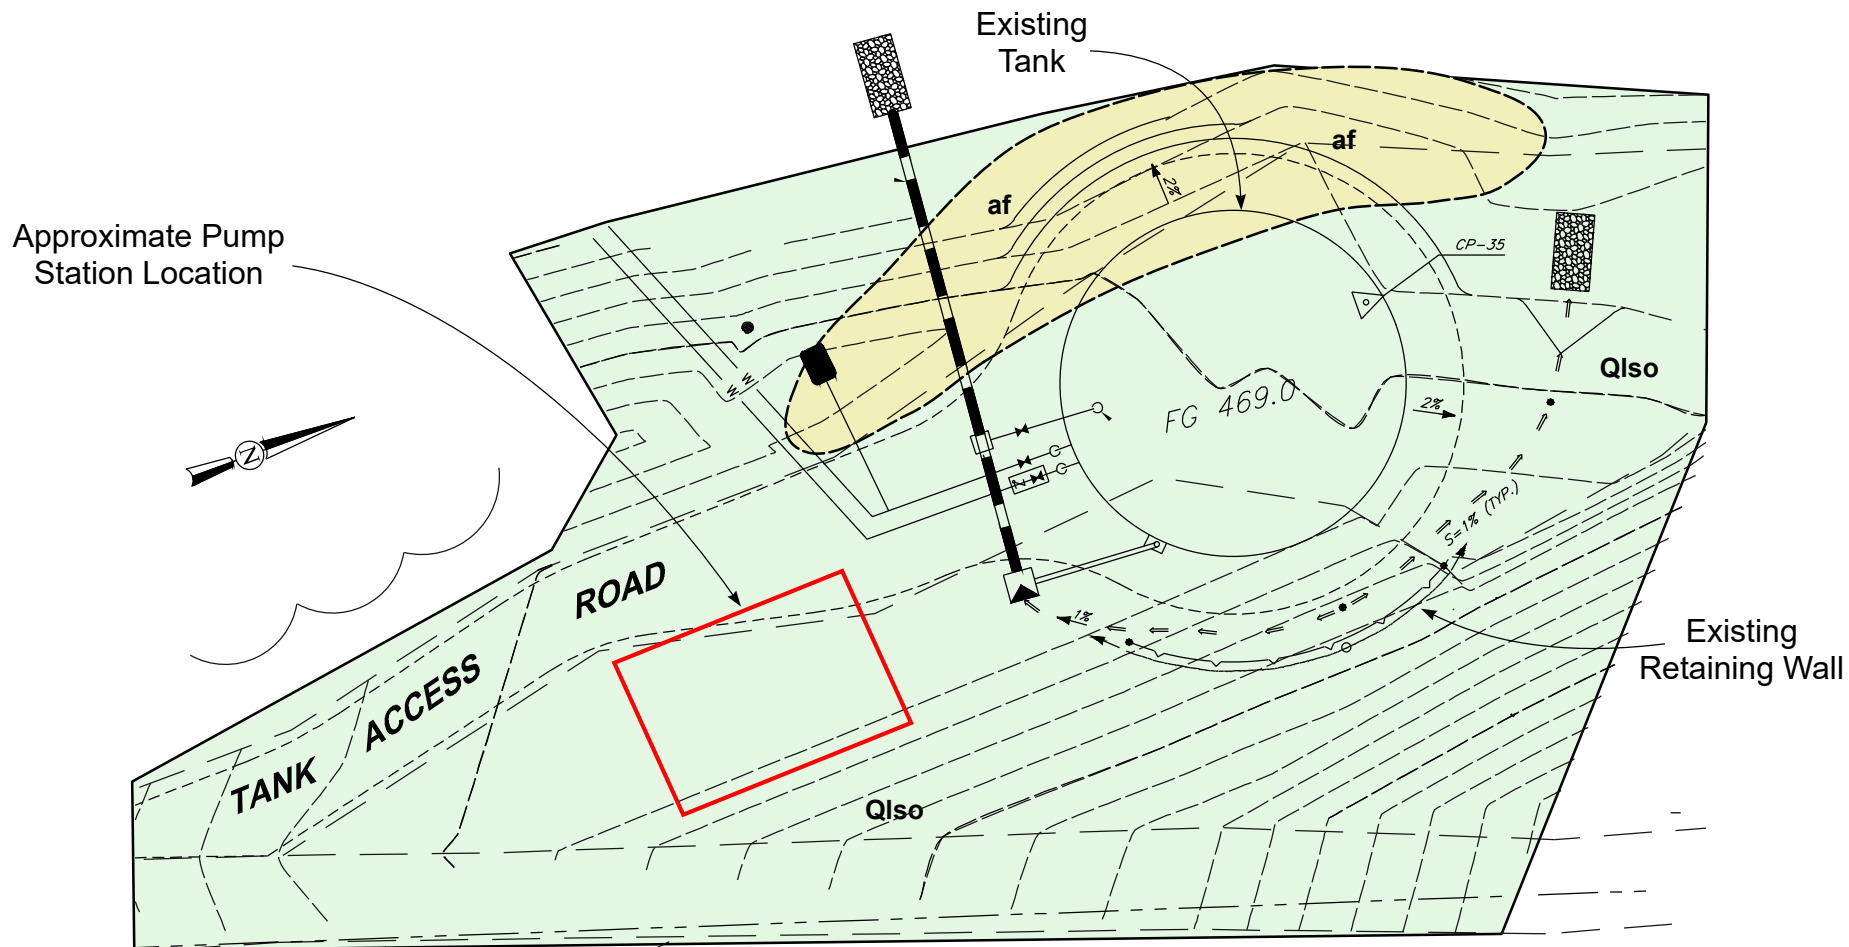 Existing
Tank
af
af
2%
Approximate Pump
Station Location
CP-35
Qlso
W
W
FG 469.0
2%
N
S=1% (TYP.)
ROAD
1%
Existing
Retaining Wall
ACCESS
TANK
Qlso